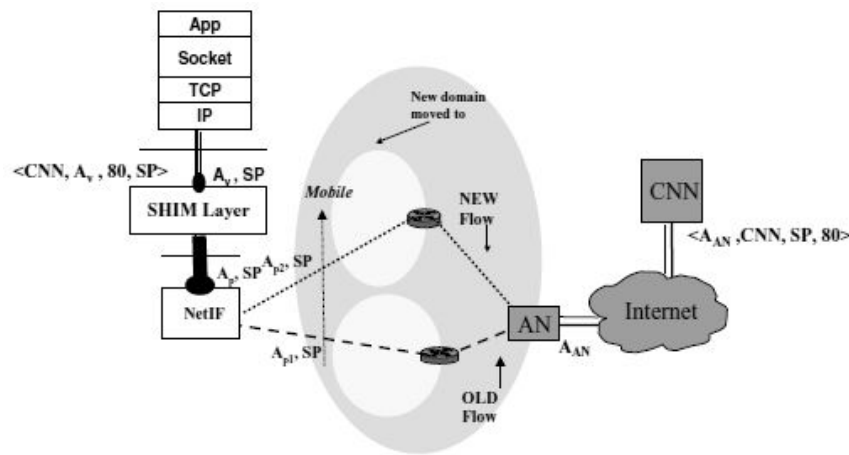 App
Socket
TCP
IP
<CNN, Av , 80, SP>
Av , SP
SHIM Layer
Ap, SP
Ap2, SP
NetIF
Ap1, SP
Mobile
New domain
moved to
NEW
Flow
OLD
Flow
AN
AAN
Internet
CNN
<AAN ,CNN, SP, 80>